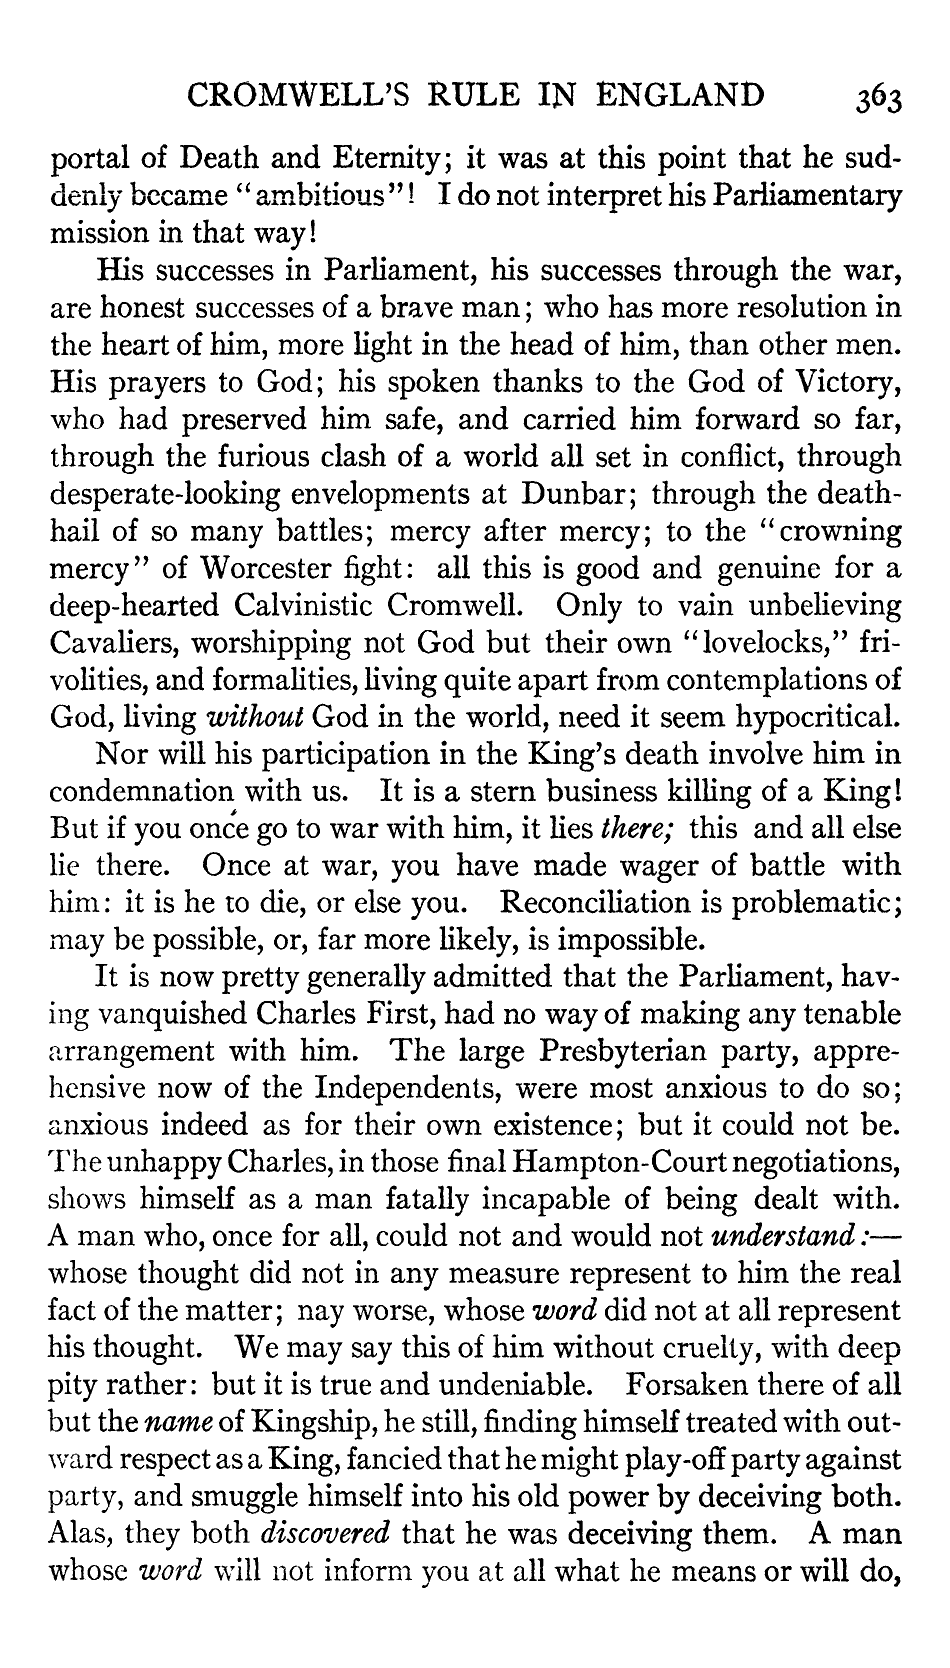 CROMWELL'S RULE IN ENGLAND 363
portal of Death and Eternity; it was at this point that he sud-
denly became "ambitious"! I do not interpret his Parliamentary
mission in that way!
His successes in Parliament, his successes through the war,
are honest successes of a brave man; who has more resolution in
the heart of him, more light in the head of him, than other men.
His prayers to God; his spoken thanks to the God of Victory,
who had preserved him safe, and carried him forward so far,
through the furious clash of a world all set in conflict, through
desperate-looking envelopments at Dunbar; through the death-
hail of so many battles; mercy after mercy; to the "crowning
mercy" of Worcester fight: all this is good and genuine for a
deep-hearted Calvinistic Cromwell. Only to vain unbelieving
Cavaliers, worshipping not God but their own "lovelocks," fri-
volities, and formalities, living quite apart from contemplations of
God, living without God in the world, need it seem hypocritical.
Nor will his participation in the King's death involve him in
condemnation with us. It is a stern business killing of a King!
But if you once go to war with him, it lies there; this and all else
lie there. Once at war, you have made wager of battle with
him: it is he to die, or else you. Reconciliation is problematic;
may be possible, or, far more likely, is impossible.
It is now pretty generally admitted that the Parliament, hav-
ing vanquished Charles First, had no way of making any tenable
arrangement with him. The large Presbyterian party, appre-
hensive now of the Independents, were most anxious to do so;
anxious indeed as for their own existence; but it could not be.
The unhappy Charles, in those final Hampton-Court negotiations,
shows himself as a man fatally incapable of being dealt with.
A man who, once for all, could not and would not understand:—
whose thought did not in any measure represent to him the real
fact of the matter; nay worse, whose word did not at all represent
his thought. We may say this of him without cruelty, with deep
pity rather: but it is true and undeniable. Forsaken there of all
but the name of Kingship, he still, finding himself treated with out-
ward respect as a King, fancied that he might play-off party against
party, and smuggle himself into his old power by deceiving both.
Alas, they both discovered that he was deceiving them. A man
whose word will not inform you at all what he means or will do,